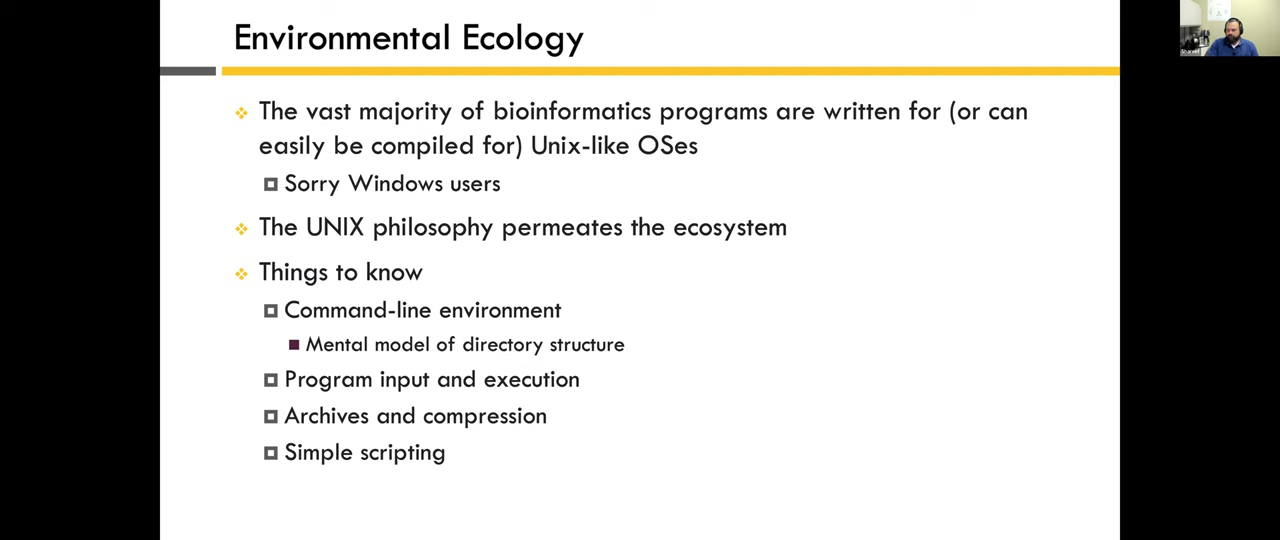 Environmental Ecology
The vast majority of bioinformatics programs are written for (or can
easily be compiled for) Unix-like OSes
Sorry Windows users
The UNIX philosophy permeates the ecosystem
Things to know
Command-line environment
Mental model of directory structure
Program input and execution
Archives and compression
Simple scripting